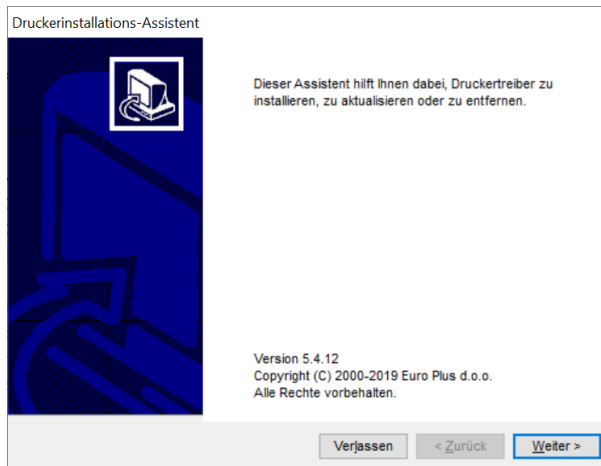 Druckerinstallations-Assistent
Dieser Assistent hilft Ihnen dabei, Druckertreiber zu
installieren, zu aktualisieren oder zu entfernen.
Version 5.4.12
Copyright (C) 2000-2019 Euro Plus d.o.o.
Alle Rechte vorbehalten.
Verlassen
< Zurück
Weiter >